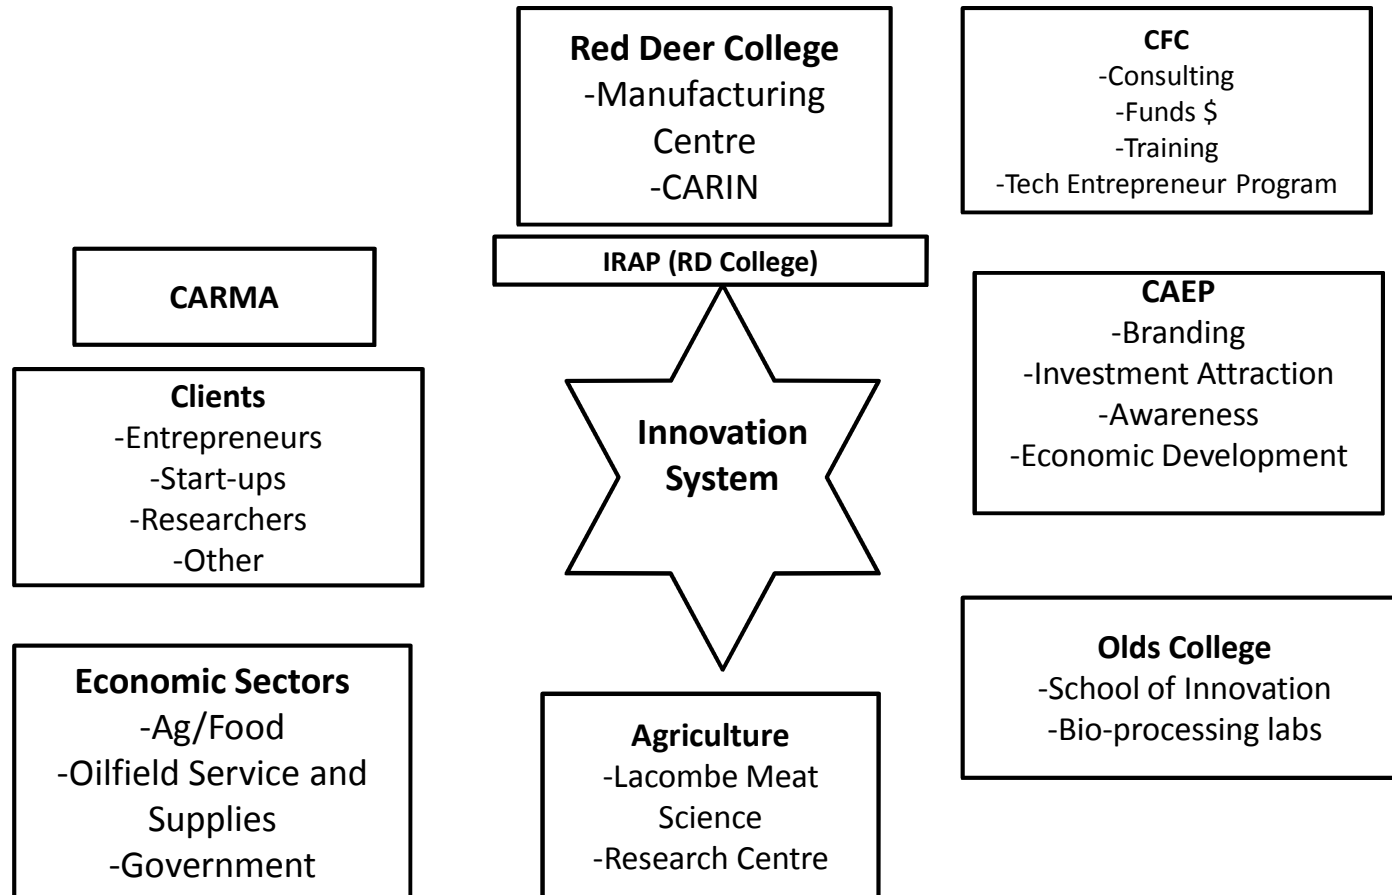 Red Deer College
-Manufacturing
Centre
-CARIN
CFC
-Consulting
-Funds $
-Training
-Tech Entrepreneur Program
IRAP (RD College)
CARMA
CAEP
-Branding
-Investment Attraction
-Awareness
-Economic Development
Clients
-Entrepreneurs
-Start-ups
-Researchers
-Other
Innovation
System
Economic Sectors
-Ag/Food
-Oilfield Service and
Supplies
-Government
Agriculture
-Lacombe Meat
Science
-Research Centre
Olds College
-School of Innovation
-Bio-processing labs